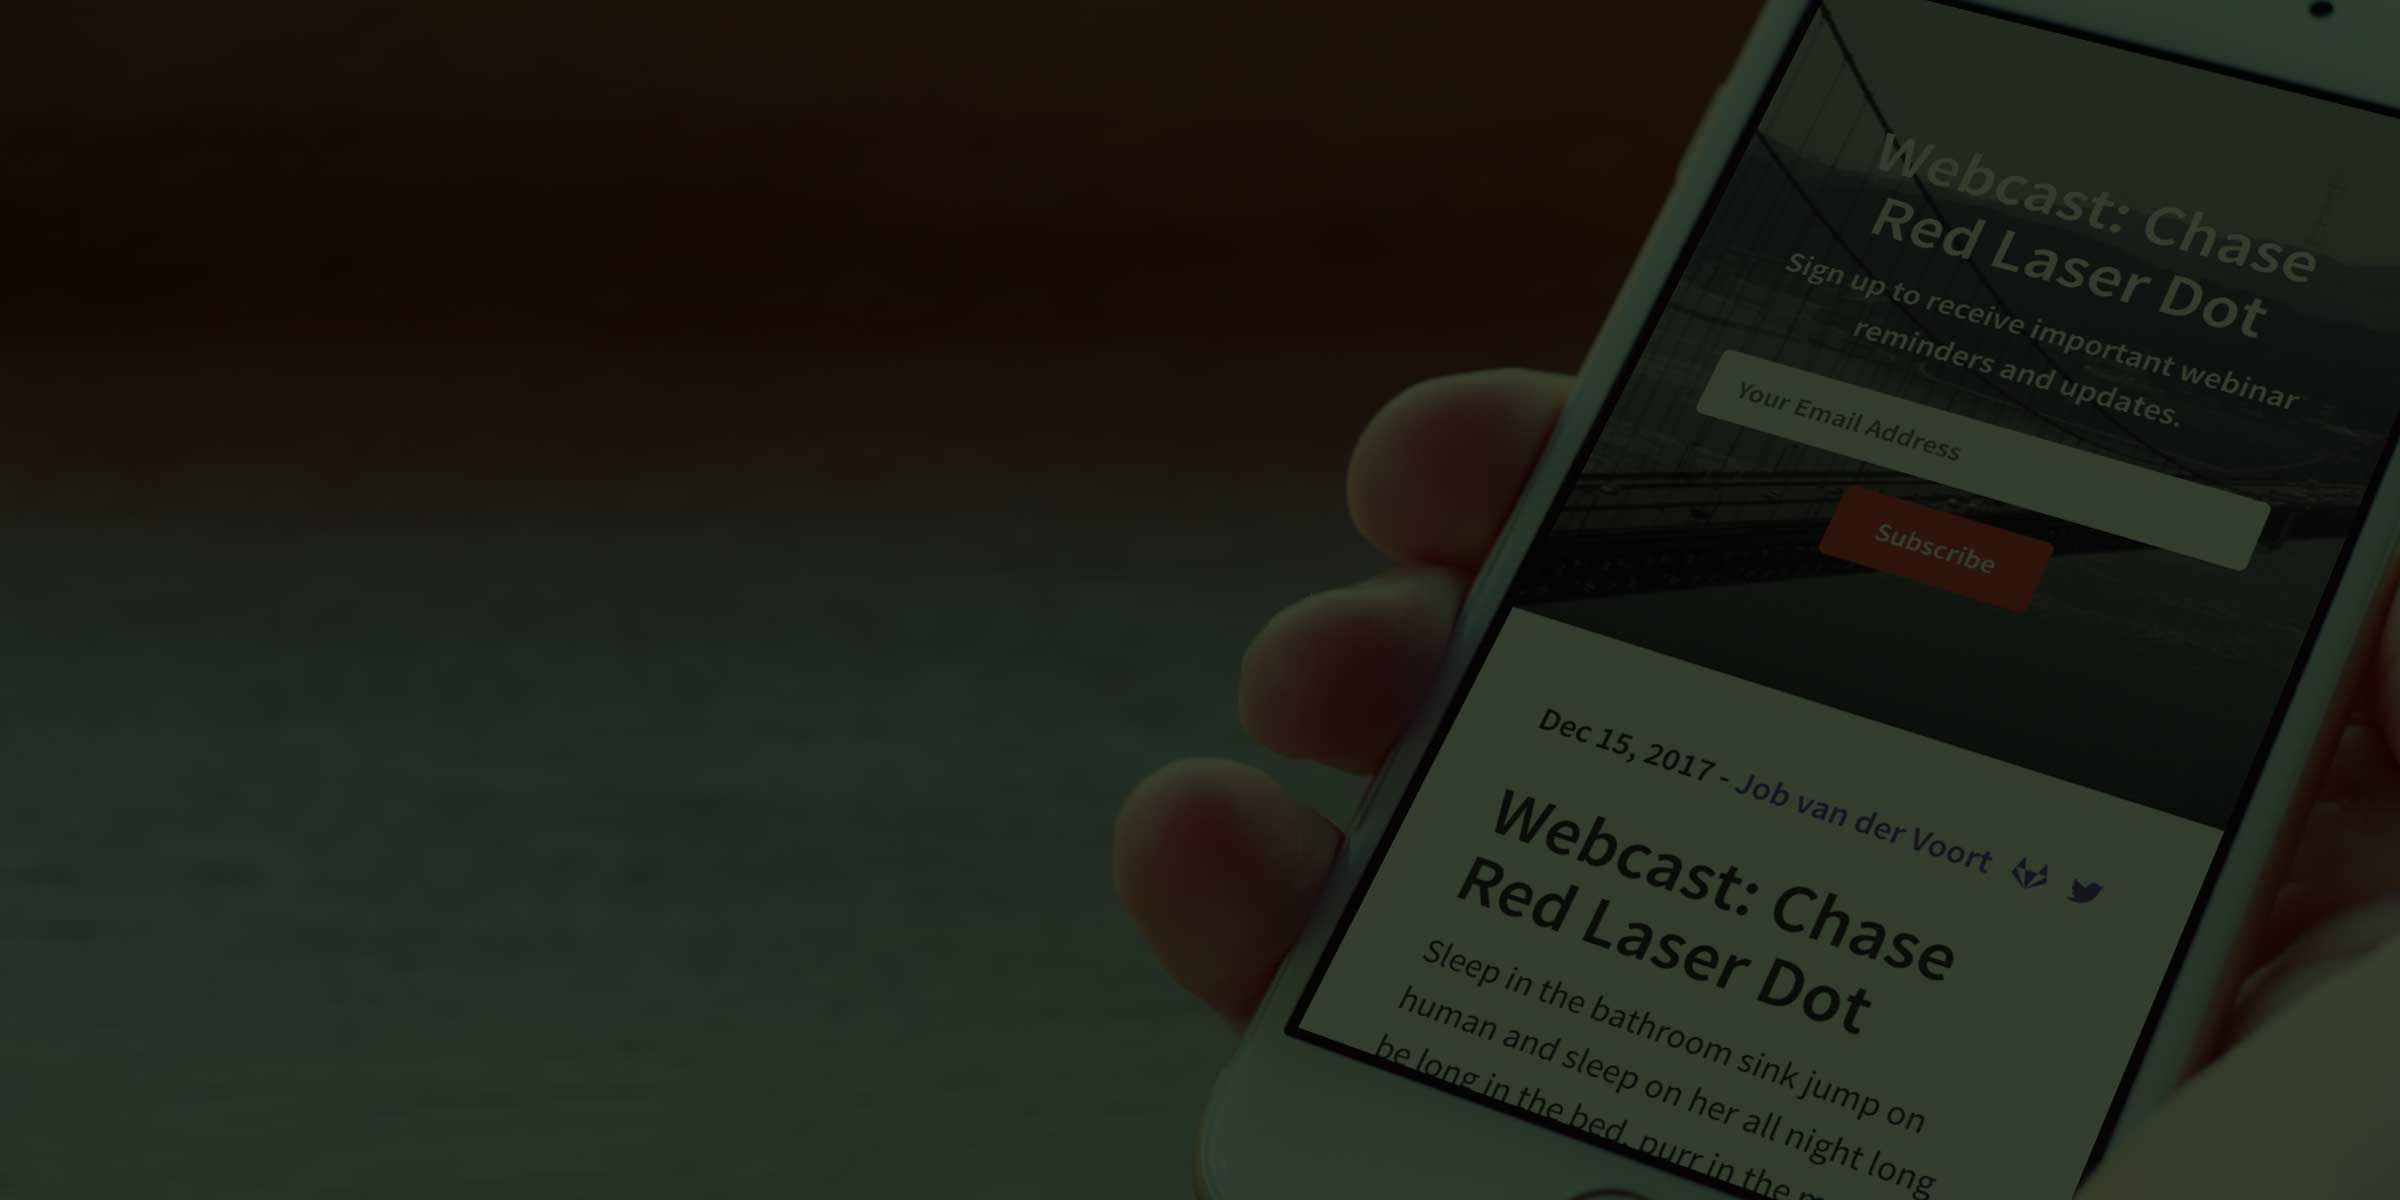 Webcast: Chase
Red Laser Dot
Sign up to receive important webinar
reminders and updates.
Your Email Address
Subscribe
Dec 15, 2017 - Job van der Voort
Webcast: Chase
Red Laser Dot
Sleep in the bathroom sink jump on
human and sleep on her all night long
be long in the bed, purr in the